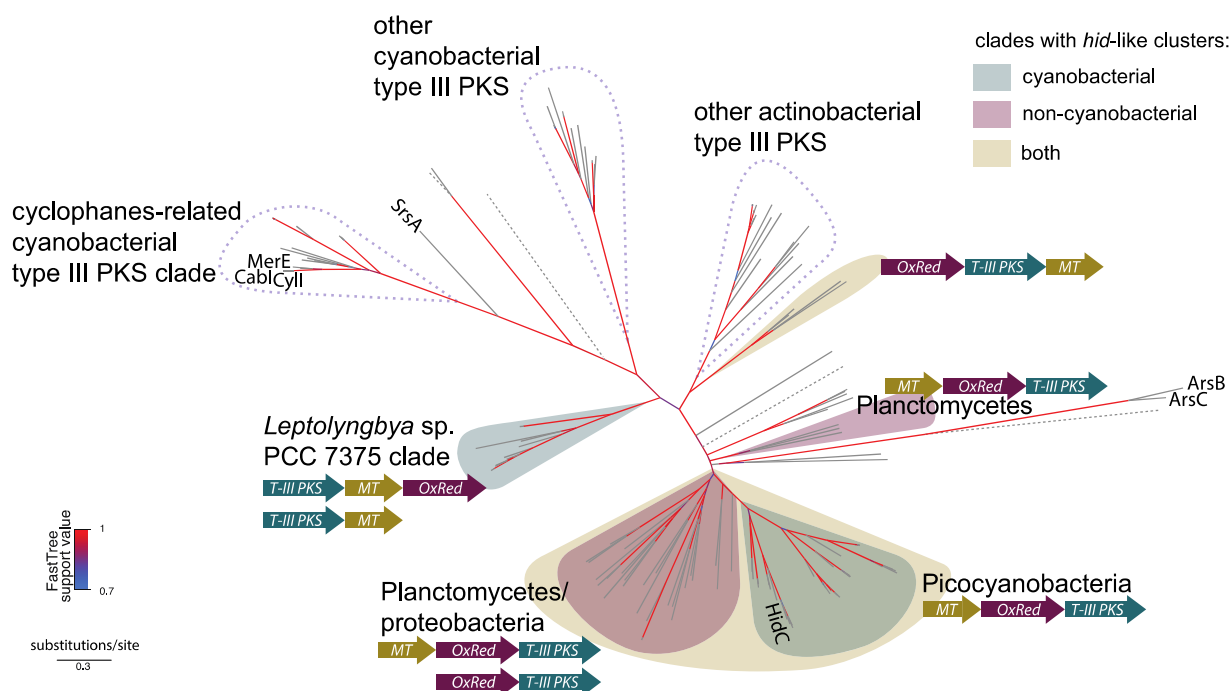 other
cyanobacterial
type III PKS
other actinobacterial
type III PKS
clades with hid-like clusters:
cyanobacterial
non-cyanobacterial
both
cyclophanes-related
cyanobacterial
type III PKS clade
MerE
CabI
CylI
SrsA
OxRed T-III PKS MT
MT OxRed T-III PKS
Planctomycetes
ArsB
ArsC
Leptolyngbya sp.
PCC 7375 clade
T-III PKS MT OxRed
T-III PKS MT
FastTree
support value
1
0.7
substitutions/site
0.3
Planctomycetes/
proteobacteria
MT OxRed T-III PKS
OxRed T-III PKS
HidC
Picocyanobacteria
MT OxRed T-III PKS